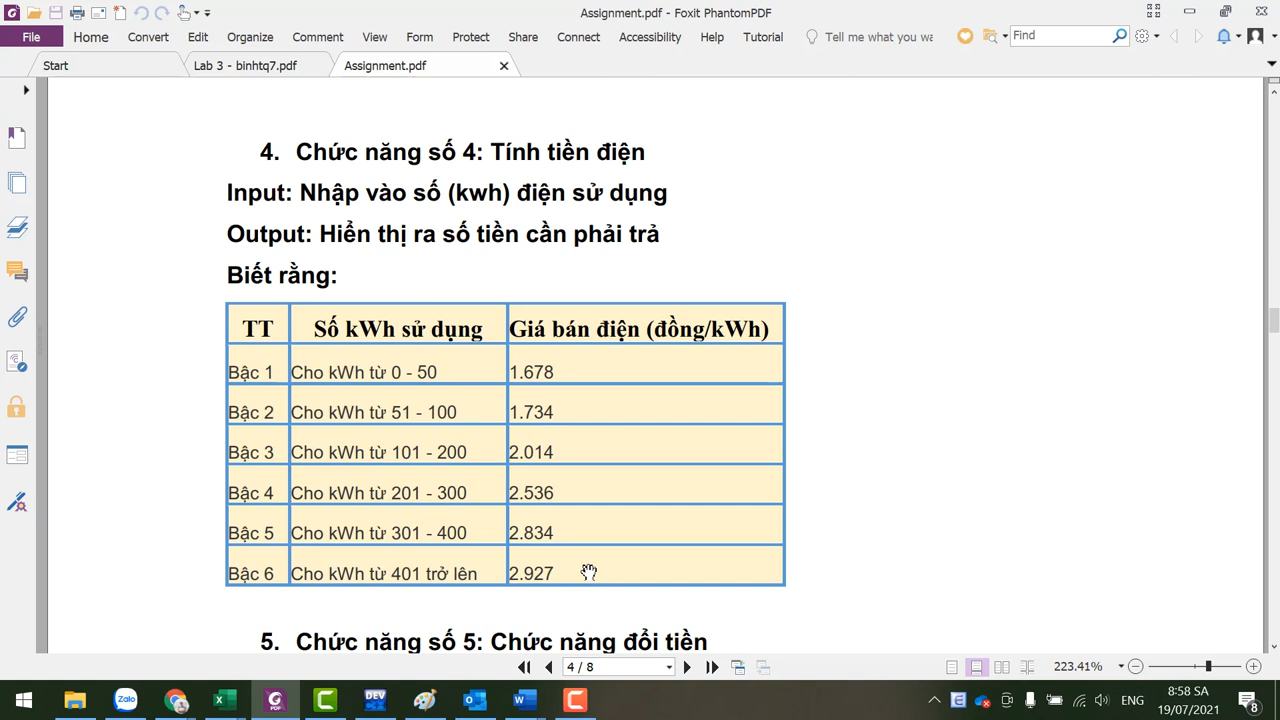 Assignment.pdf - Foxit PhantomPDF
File Home Convert Edit Organize Comment View Form Protect Share Connect Accessibility Help Tutorial Tell me what you wa Find
Start Lab 3 - binhtq7.pdf Assignment.pdf
4. Chức năng số 4: Tính tiền điện
Input: Nhập vào số (kwh) điện sử dụng
Output: Hiển thị ra số tiền cần phải trả
Biết rằng:
TT Số kWh sử dụng Giá bán điện (đồng/kWh)
Bậc 1 Cho kWh từ 0 - 50 1.678
Bậc 2 Cho kWh từ 51 - 100 1.734
Bậc 3 Cho kWh từ 101 - 200 2.014
Bậc 4 Cho kWh từ 201 - 300 2.536
Bậc 5 Cho kWh từ 301 - 400 2.834
Bậc 6 Cho kWh từ 401 trở lên 2.927
5. Chức năng số 5: Chức năng đổi tiền
4 / 8 223.41%
Zalo DEV ENG 8:58 SA
19/07/2021 8